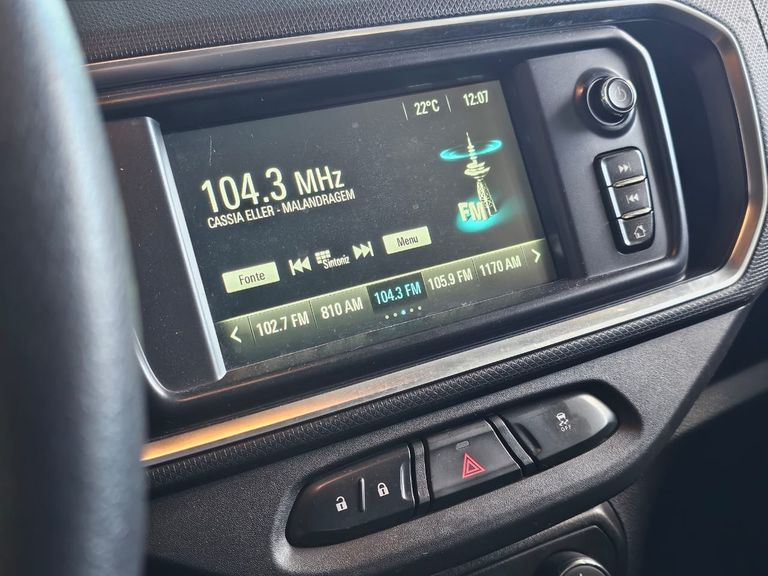 22°C 12:07
104.3 MHz
CASSIA ELLER - MALANDRAGEM
FM
Fonte Sintoniz Menu
102.7 FM 810 AM 104.3 FM 105.9 FM 1170 AM
OFF